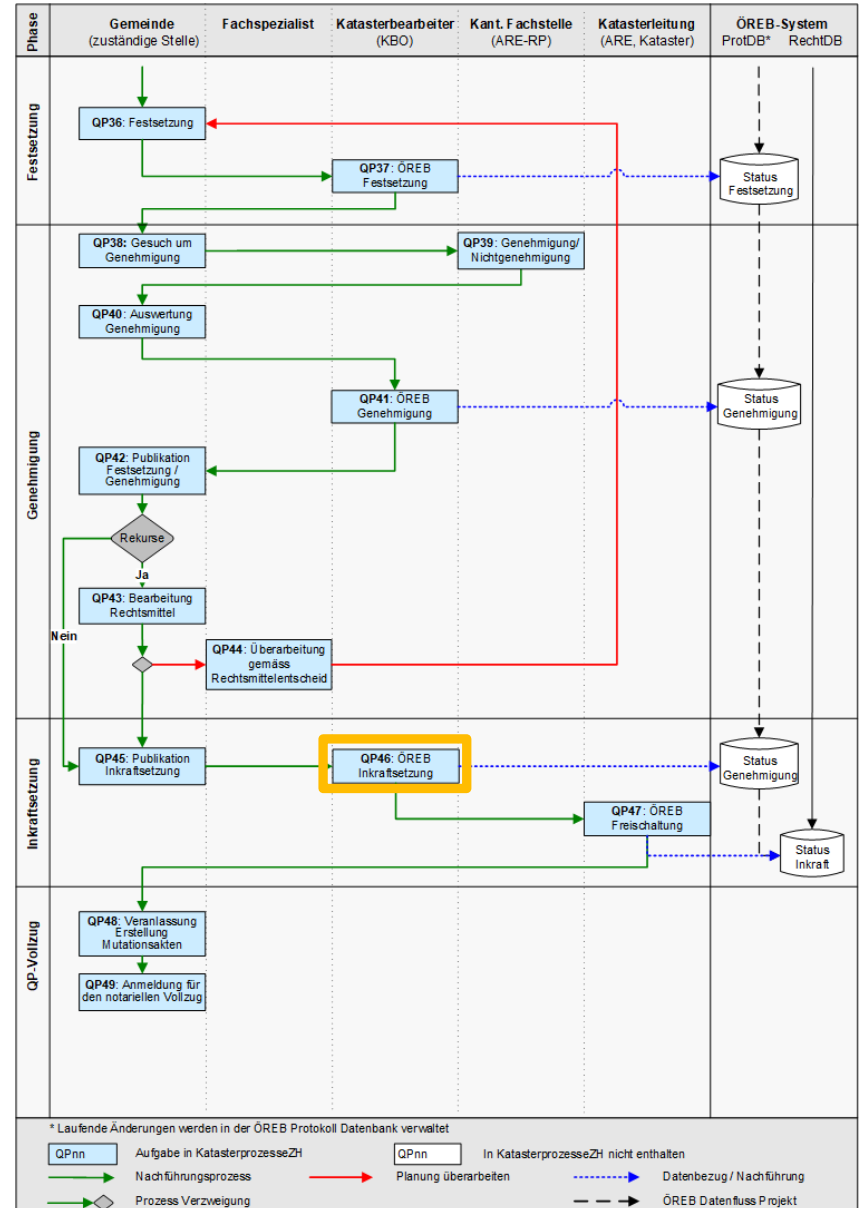 Phase
Gemeinde
(zuständige Stelle)
Fachspezialist
Katasterbearbeiter
(KBO)
Kant. Fachstelle
(ARE-RP)
Katasterleitung
(ARE, Kataster)
ÖREB-System
ProtDB* RechtDB
Festsetzung
QP36: Festsetzung
QP37: ÖREB
Festsetzung
Status
Festsetzung
Genehmigung
QP38: Gesuch um
Genehmigung
QP39: Genehmigung/
Nichtgenehmigung
QP40: Auswertung
Genehmigung
QP41: ÖREB
Genehmigung
Status
Genehmigung
QP42: Publikation
Festsetzung /
Genehmigung
Rekurse
Ja
QP43: Bearbeitung
Rechtsmittel
Nein
QP44: Überarbeitung
gemäss
Rechtsmittelentscheid
Inkraftsetzung
QP45: Publikation
Inkraftsetzung
QP46: ÖREB
Inkraftsetzung
Status
Genehmigung
QP47: ÖREB
Freischaltung
Status
Inkraft
QP-Vollzug
QP48: Veranlassung
Erstellung
Mutationsakten
QP49: Anmeldung für
den notariellen Vollzug
* Laufende Änderungen werden in der ÖREB Protokoll Datenbank verwaltet
QPnn Aufgabe in KatasterprozesseZH QPnn In KatasterprozesseZH nicht enthalten
Nachführungsprozess Planung überarbeiten Datenbezug / Nachführung
Prozess Verzweigung ÖREB Datenfluss Projekt